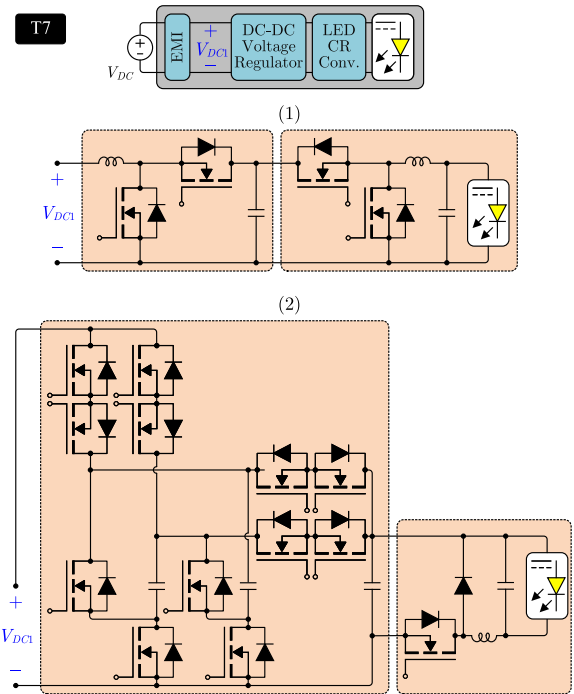 T7
EMI
+
V_DC1
−
DC-DC
Voltage
Regulator
LED
CR
Conv.
+
−
V_DC
(1)
+
V_DC1
−
(2)
+
V_DC1
−